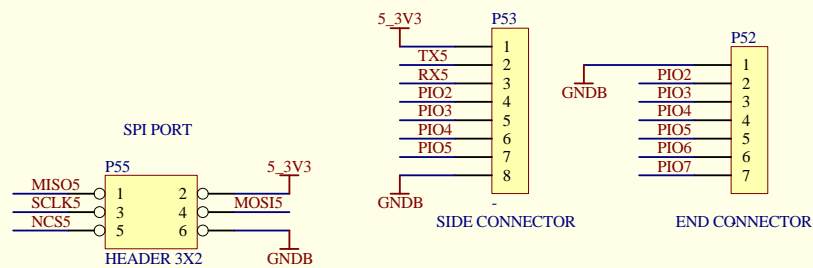 5_3V3
P53
1
TX5 2
RX5 3
PIO2 4
PIO3 5
PIO4 6
PIO5 7
8
GNDB
-
SIDE CONNECTOR
P52
1
GNDB
PIO2 2
PIO3 3
PIO4 4
PIO5 5
PIO6 6
PIO7 7
END CONNECTOR
SPI PORT
P55
5_3V3
MISO5 1 2
SCLK5 3 4 MOSI5
NCS5 5 6
HEADER 3X2
GNDB